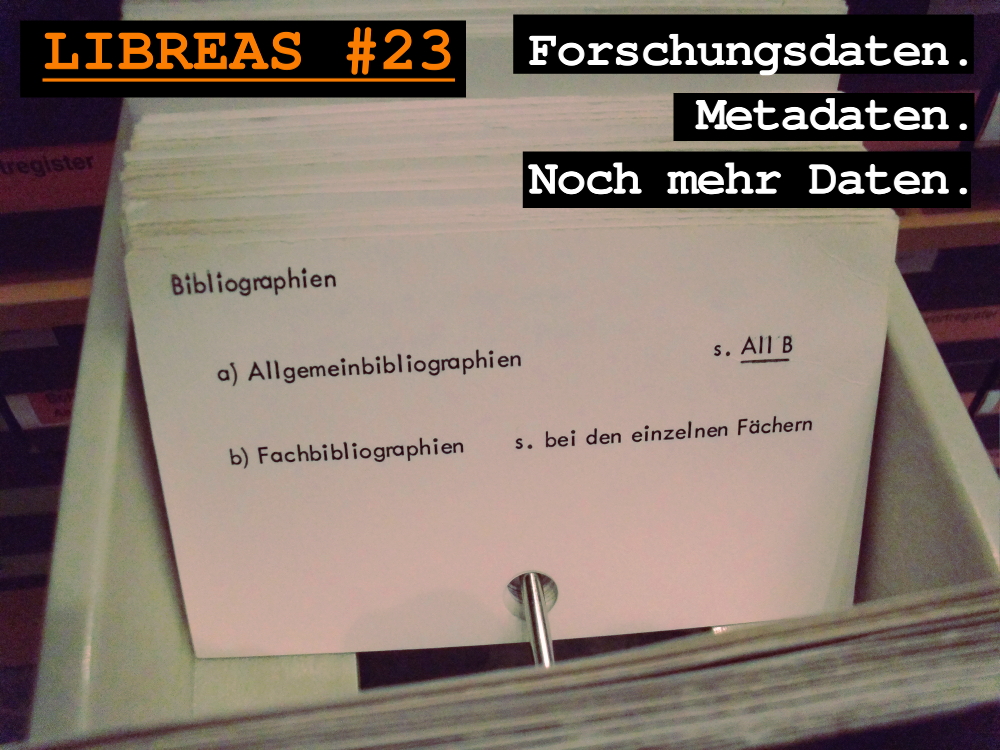 LIBREAS #23
Forschungsdaten.
Metadaten.
Noch mehr Daten.
tregister
Bibliographien
a) Allgemeinbibliographien s. All B
b) Fachbibliographien s. bei den einzelnen Fächern